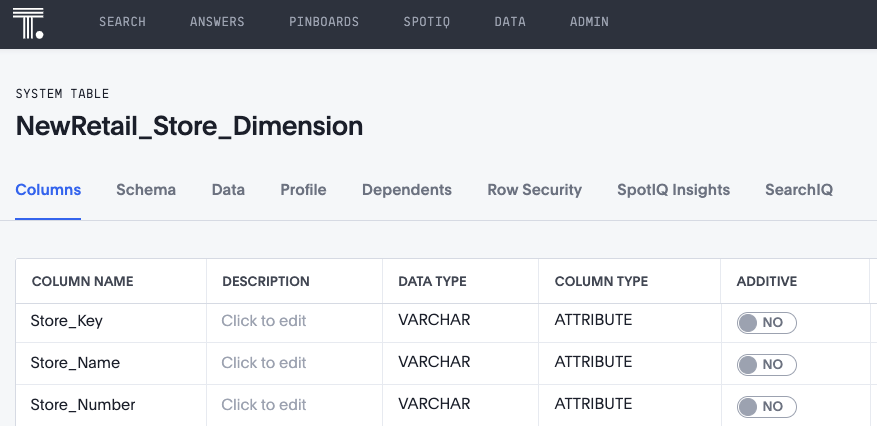 T.
SEARCH ANSWERS PINBOARDS SPOTIQ DATA ADMIN
SYSTEM TABLE
NewRetail_Store_Dimension
Columns Schema Data Profile Dependents Row Security SpotIQ Insights SearchIQ
COLUMN NAME DESCRIPTION DATA TYPE COLUMN TYPE ADDITIVE
Store_Key Click to edit VARCHAR ATTRIBUTE NO
Store_Name Click to edit VARCHAR ATTRIBUTE NO
Store_Number Click to edit VARCHAR ATTRIBUTE NO